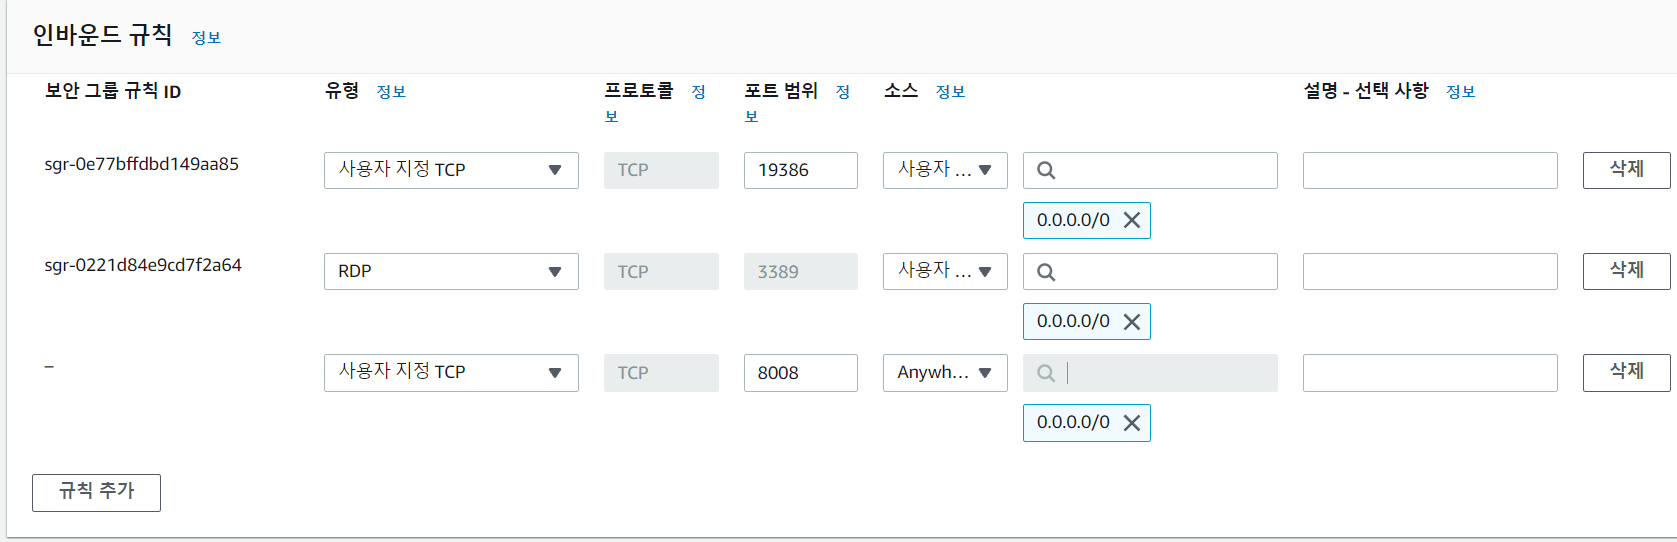 인바운드 규칙 정보
보안 그룹 규칙 ID 유형 정보 프로토콜 정보 포트 범위 정보 소스 정보 설명 - 선택 사항 정보
sgr-0e77bffdbd149aa85 사용자 지정 TCP TCP 19386 사용자 ... 삭제
0.0.0.0/0
sgr-0221d84e9cd7f2a64 RDP TCP 3389 사용자 ... 삭제
0.0.0.0/0
– 사용자 지정 TCP TCP 8008 Anywh... 삭제
0.0.0.0/0
규칙 추가